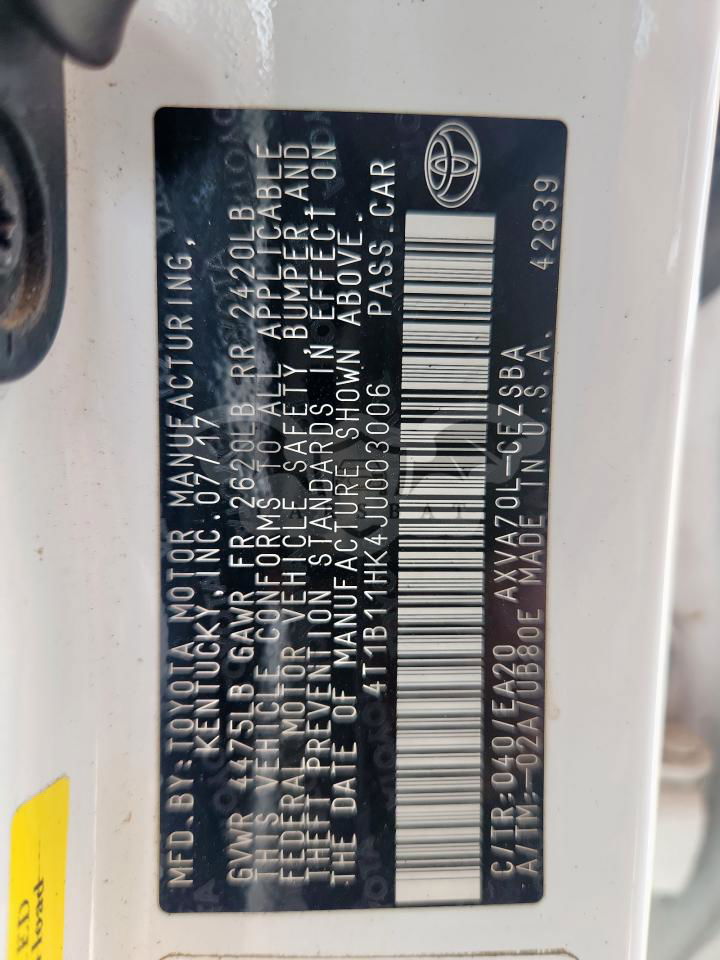 MFD.BY:TOYOTA MOTOR MANUFACTURING,
KENTUCKY, INC. 07/17
GVWR 4475LB GAWR FR 2620LB RR 2420LB
THIS VEHICLE CONFORMS TO ALL APPLICABLE
FEDERAL MOTOR VEHICLE SAFETY, BUMPER, AND
THEFT PREVENTION STANDARDS IN EFFECT ON
THE DATE OF MANUFACTURE SHOWN ABOVE.
4T1B11HK4JU003006 PASS.CAR
C/TR:040/EA20 AXVA70L-CEZSBA 42839
A/TM:-02A/UB80E MADE IN U.S.A.
ED
load